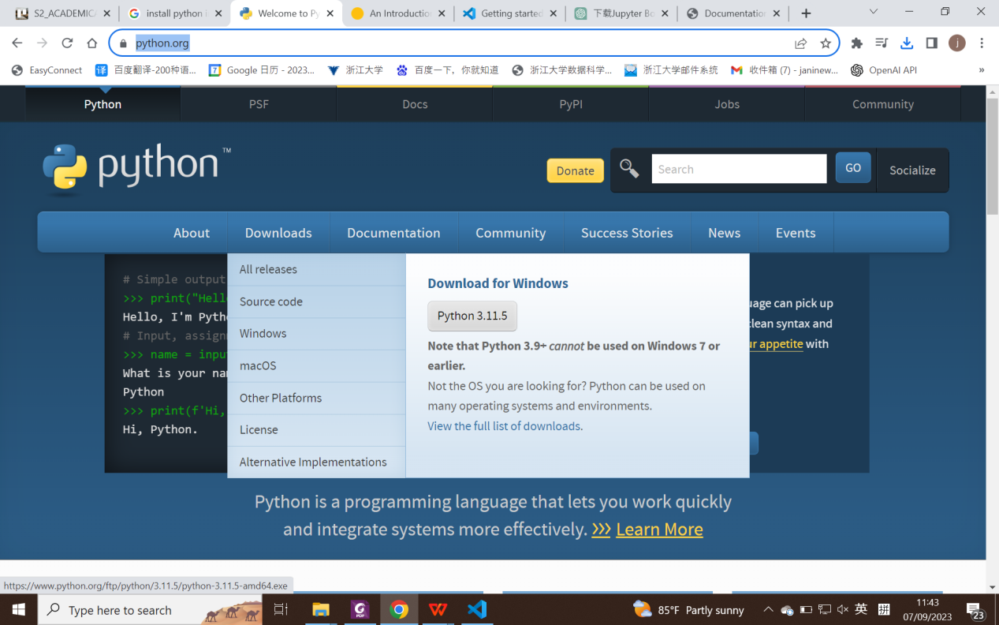 S2_ACADEMIC
install python i
Welcome to Py
An Introduction
Getting started
下载Jupyter Bo
Documentation
python.org
j
EasyConnect
译 百度翻译-200种语...
7 Google 日历 - 2023...
浙江大学
百度一下，你就知道
浙江大学数据科学...
浙江大学邮件系统
收件箱 (7) - janinew...
OpenAI API
»
Python
PSF
Docs
PyPI
Jobs
Community
python™
Donate
Search
GO
Socialize
About
Downloads
Documentation
Community
Success Stories
News
Events
# Simple output
>>> print("Hell
Hello, I'm Pyth
# Input, assign
>>> name = inpu
What is your na
Python
>>> print(f'Hi,
Hi, Python.
All releases
Source code
Windows
macOS
Other Platforms
License
Alternative Implementations
Download for Windows
Python 3.11.5
Note that Python 3.9+ cannot be used on Windows 7 or
earlier.
Not the OS you are looking for? Python can be used on
many operating systems and environments.
View the full list of downloads.
uage can pick up
clean syntax and
ur appetite with
Python is a programming language that lets you work quickly
and integrate systems more effectively. >>> Learn More
https://www.python.org/ftp/python/3.11.5/python-3.11.5-amd64.exe
Type here to search
PDF
85°F Partly sunny
英
拼
11:43
07/09/2023
23